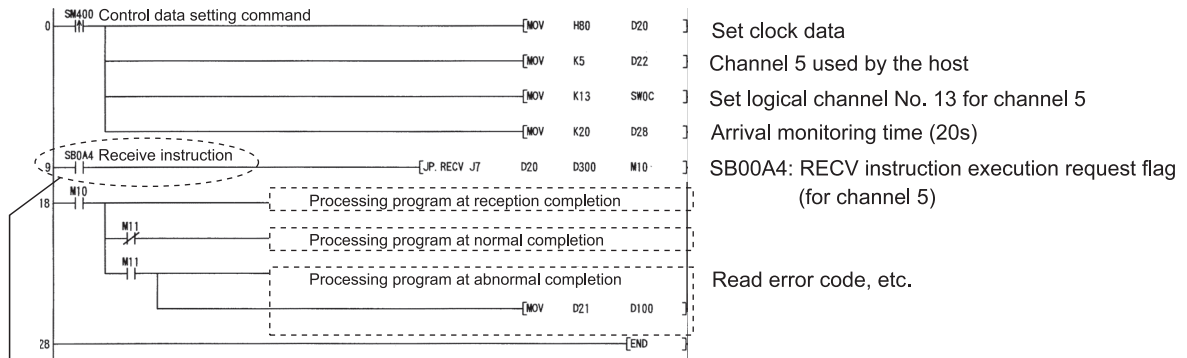 SM400 Control data setting command
0 [MOV H80 D20 ] Set clock data
[MOV K5 D22 ] Channel 5 used by the host
[MOV K13 SW0C ] Set logical channel No. 13 for channel 5
[MOV K20 D28 ] Arrival monitoring time (20s)
SB0A4 Receive instruction
9 [JP. RECV J7 D20 D300 M10 ] SB00A4: RECV instruction execution request flag
(for channel 5)
M10
18 Processing program at reception completion
M11
Processing program at normal completion
M11
Processing program at abnormal completion Read error code, etc.
[MOV D21 D100 ]
28 [END ]